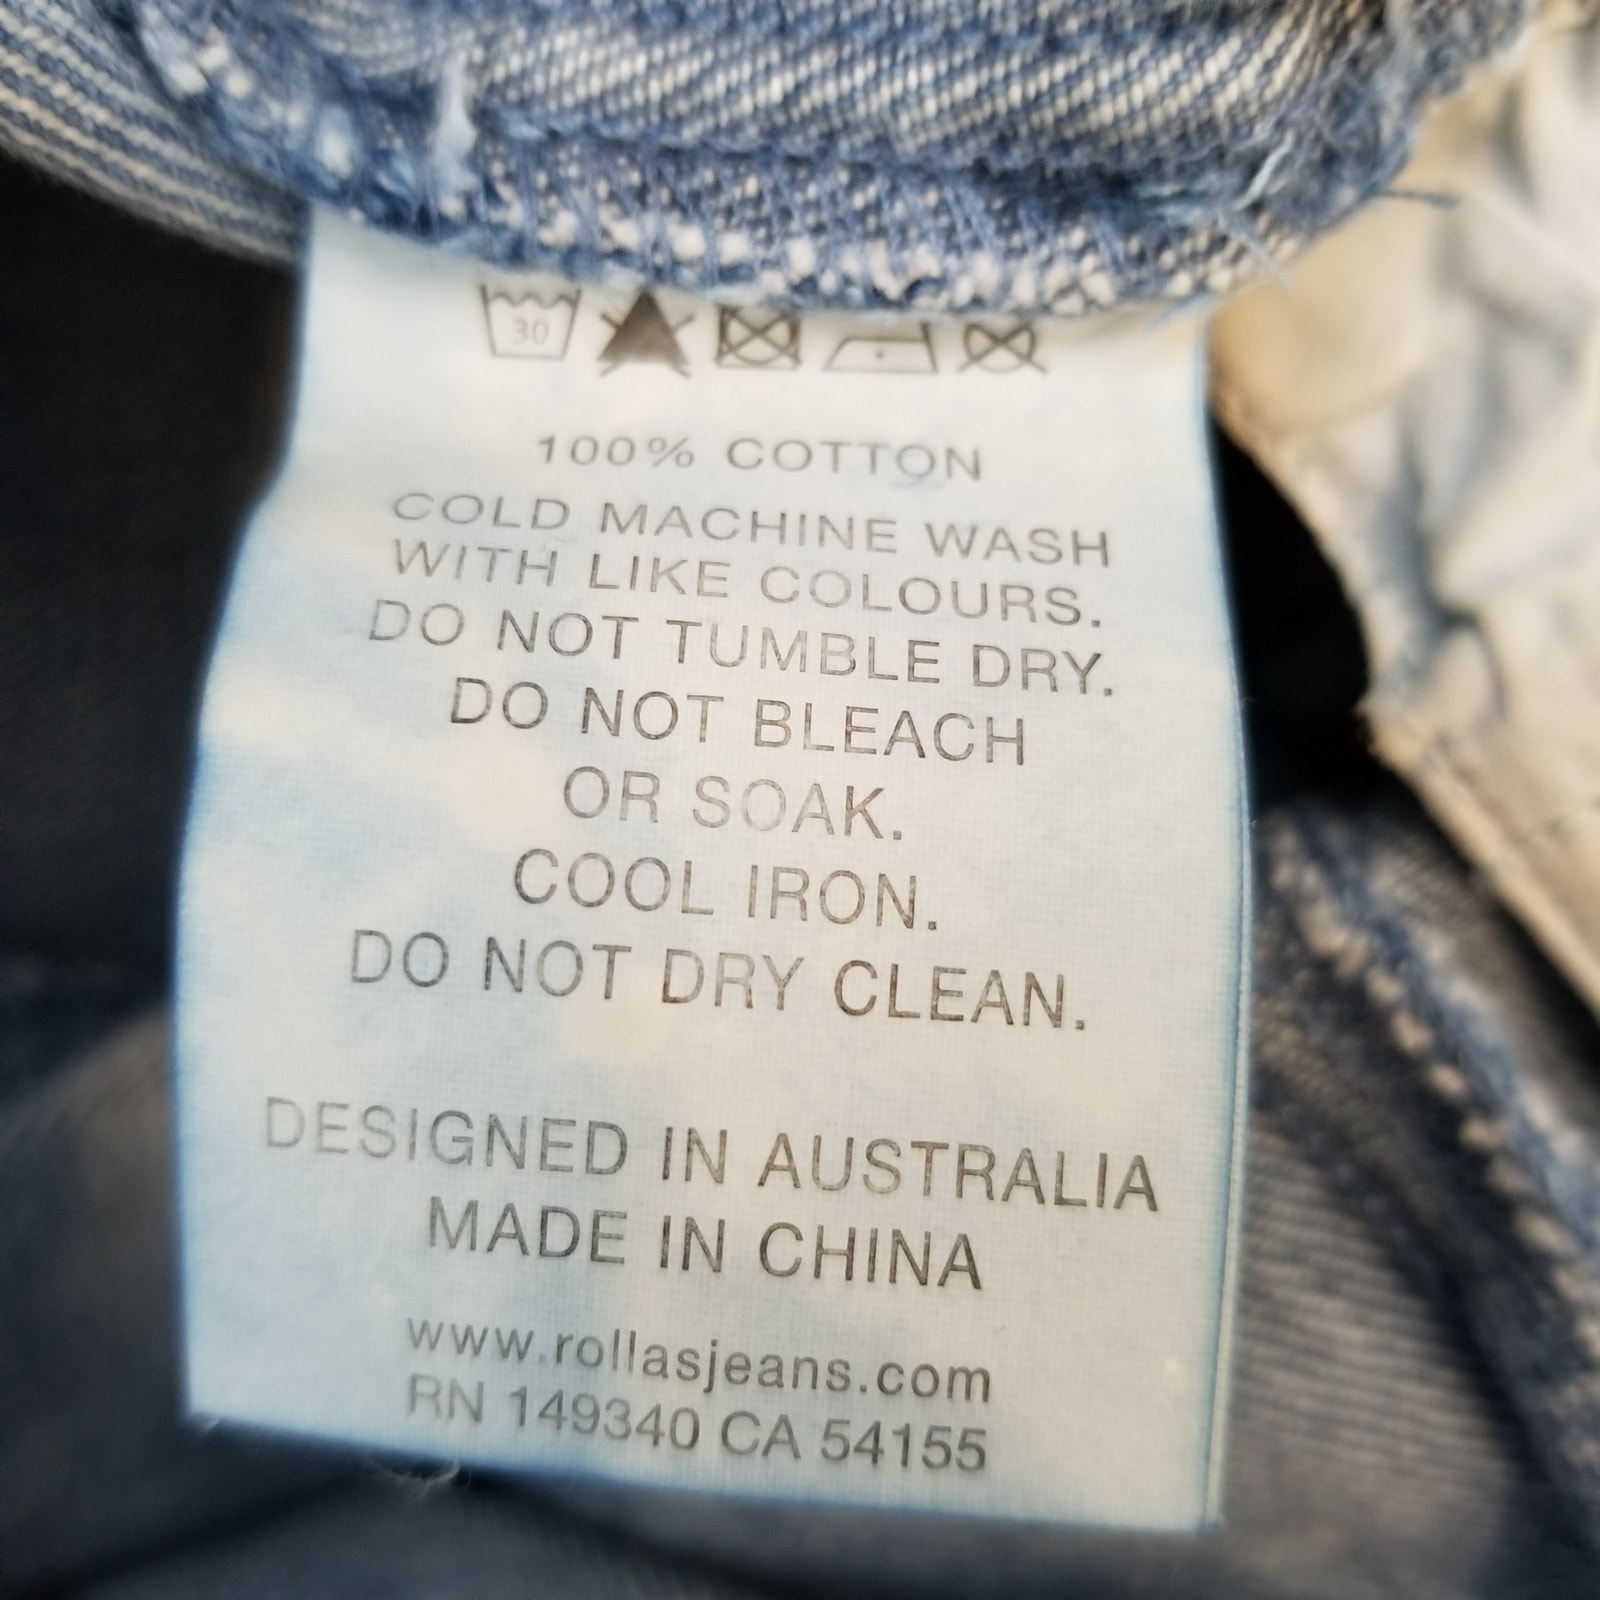 30
100% COTTON
COLD MACHINE WASH
WITH LIKE COLOURS.
DO NOT TUMBLE DRY.
DO NOT BLEACH
OR SOAK.
COOL IRON.
DO NOT DRY CLEAN.
DESIGNED IN AUSTRALIA
MADE IN CHINA
www.rollasjeans.com
RN 149340 CA 54155